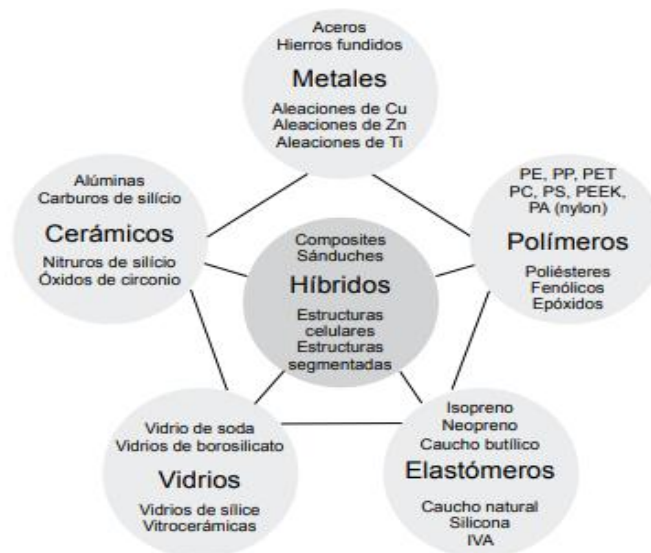 Aceros
Hierros fundidos
Metales
Aleaciones de Cu
Aleaciones de Zn
Aleaciones de Ti
Alúminas
Carburos de silício
Cerámicos
Nitruros de silício
Óxidos de circonio
PE, PP, PET
PC, PS, PEEK,
PA (nylon)
Polímeros
Poliésteres
Fenólicos
Epóxidos
Composites
Sánduches
Híbridos
Estructuras
celulares
Estructuras
segmentadas
Vidrio de soda
Vidrios de borosilicato
Vidrios
Vidrios de sílice
Vitrocerámicas
Isopreno
Neopreno
Caucho butílico
Elastómeros
Caucho natural
Silicona
IVA